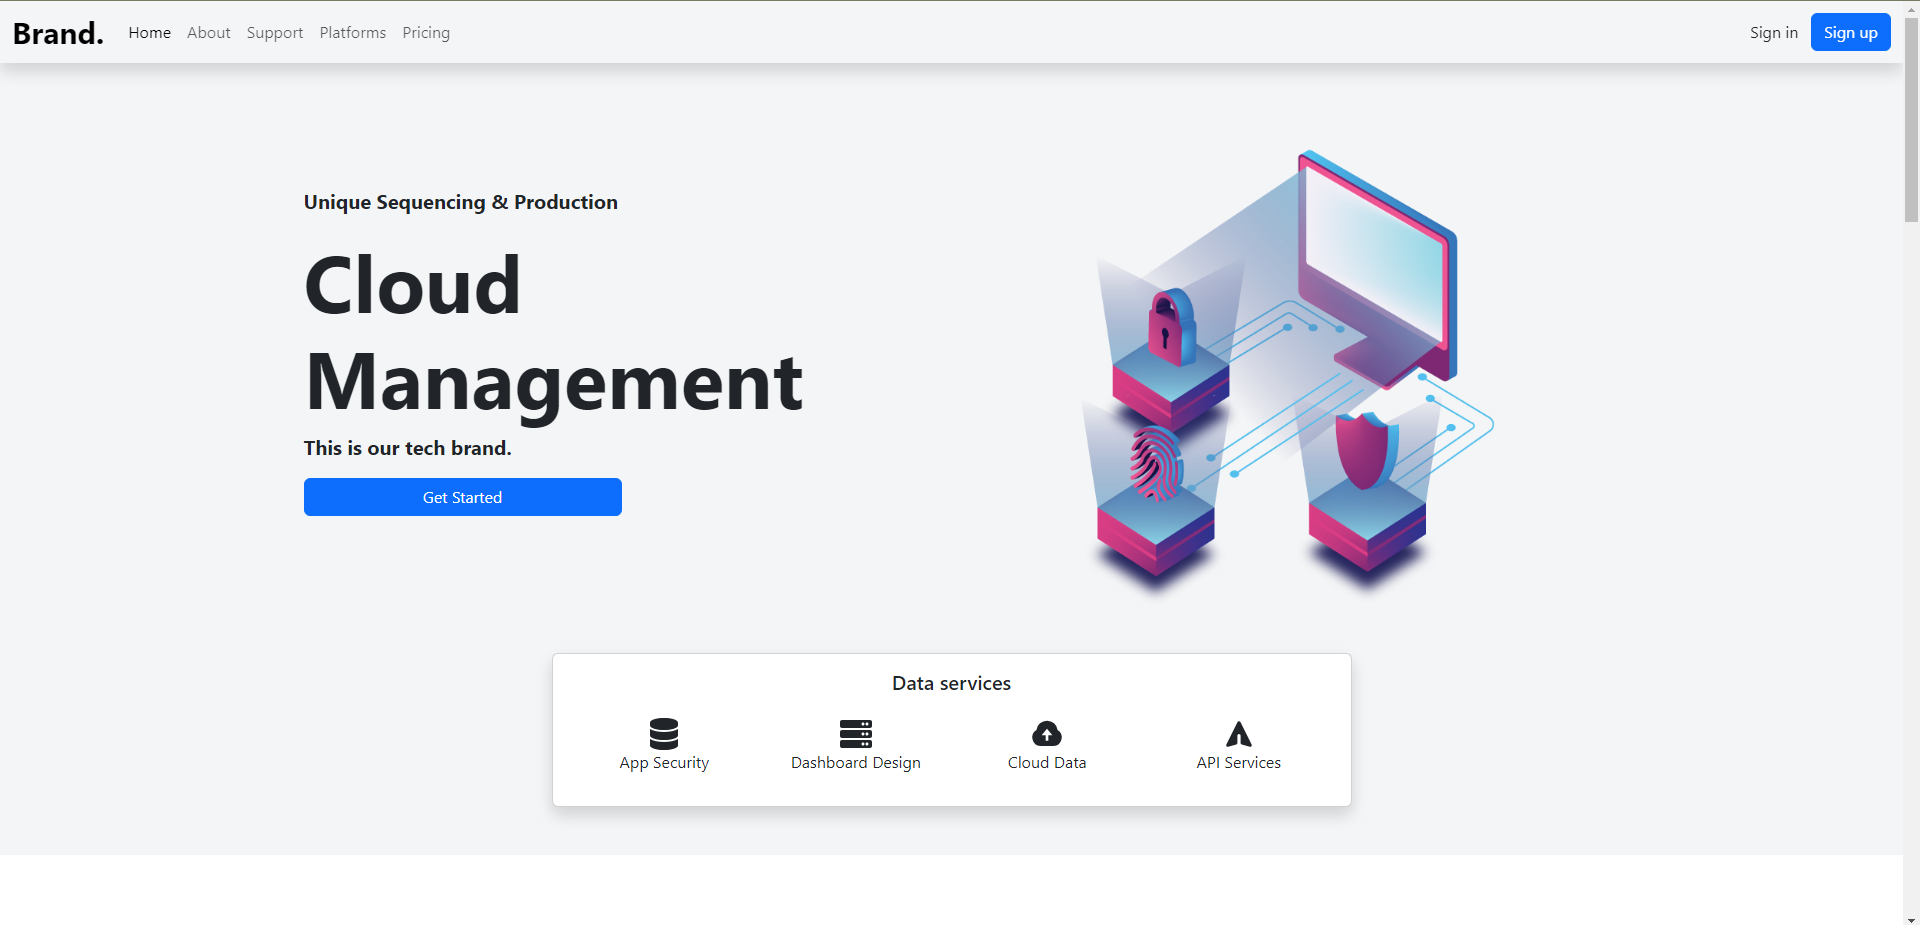 Brand. Home About Support Platforms Pricing Sign in Sign up
Unique Sequencing & Production
Cloud
Management
This is our tech brand.
Get Started
Data services
App Security Dashboard Design Cloud Data API Services